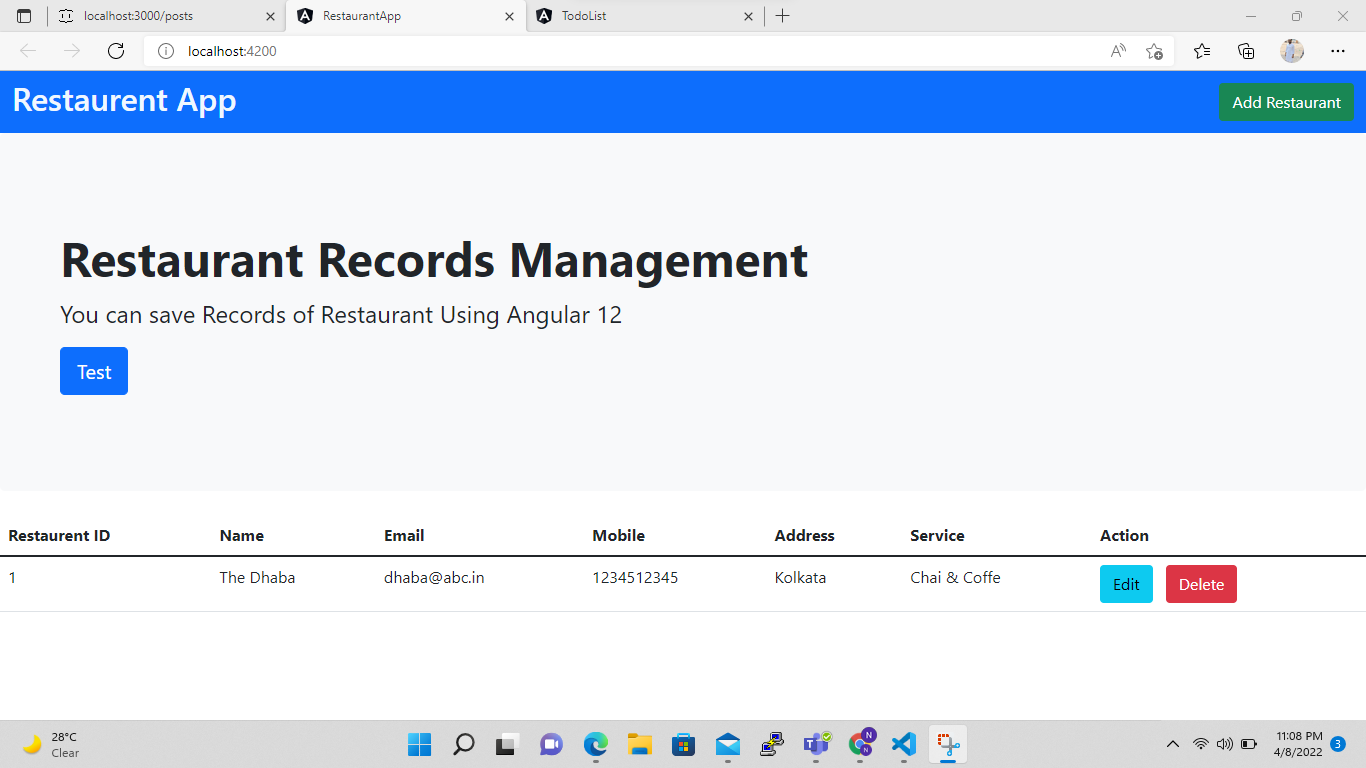 localhost:3000/posts
RestaurantApp
TodoList
localhost:4200
Restaurent App
Add Restaurant
Restaurant Records Management
You can save Records of Restaurant Using Angular 12
Test
Restaurent ID Name Email Mobile Address Service Action
1 The Dhaba dhaba@abc.in 1234512345 Kolkata Chai & Coffe Edit Delete
28°C
Clear
N
N
11:08 PM
4/8/2022
3